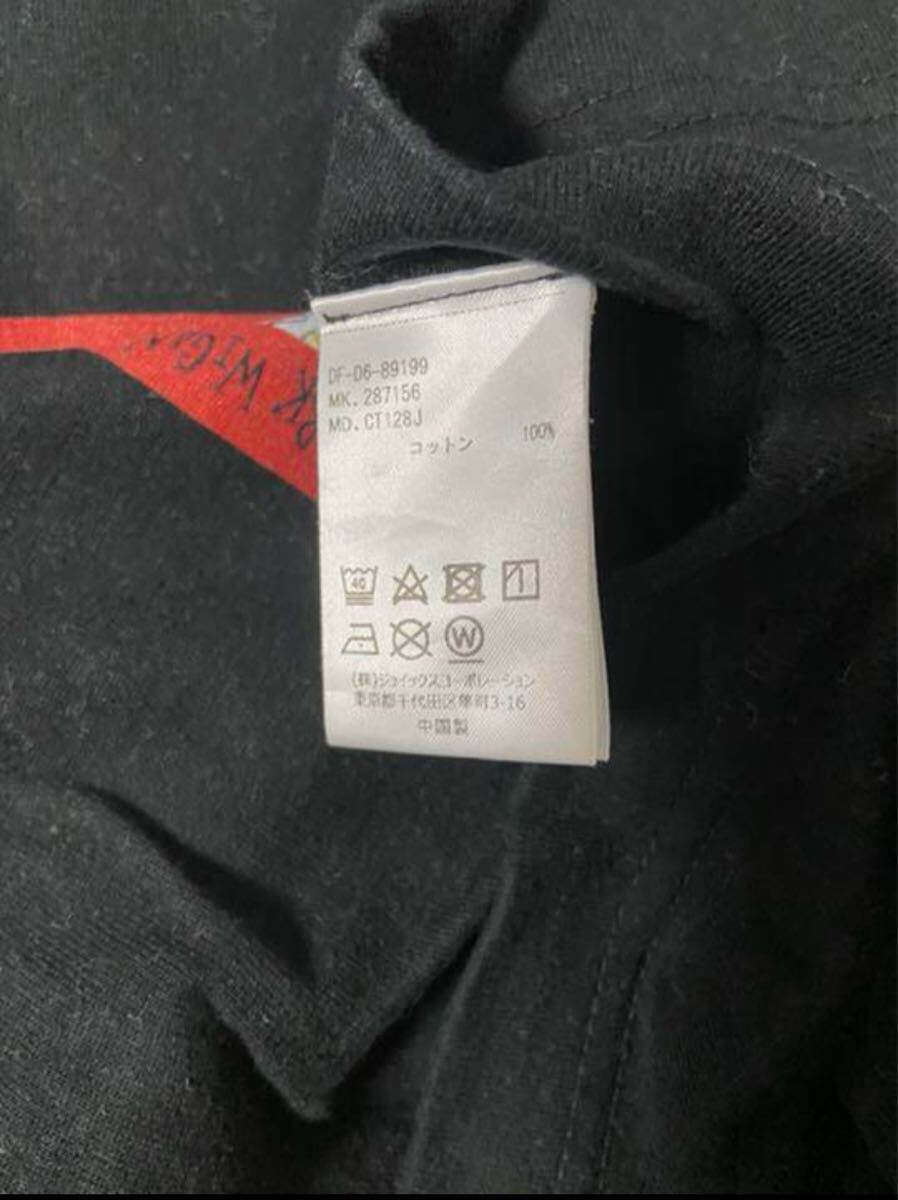 DF-D6-89199
MK. 287156
MD. CT128J
コットン 100%
40
W
(株)ジョイックスコーポレーション
東京都千代田区隼町3-16
中国製